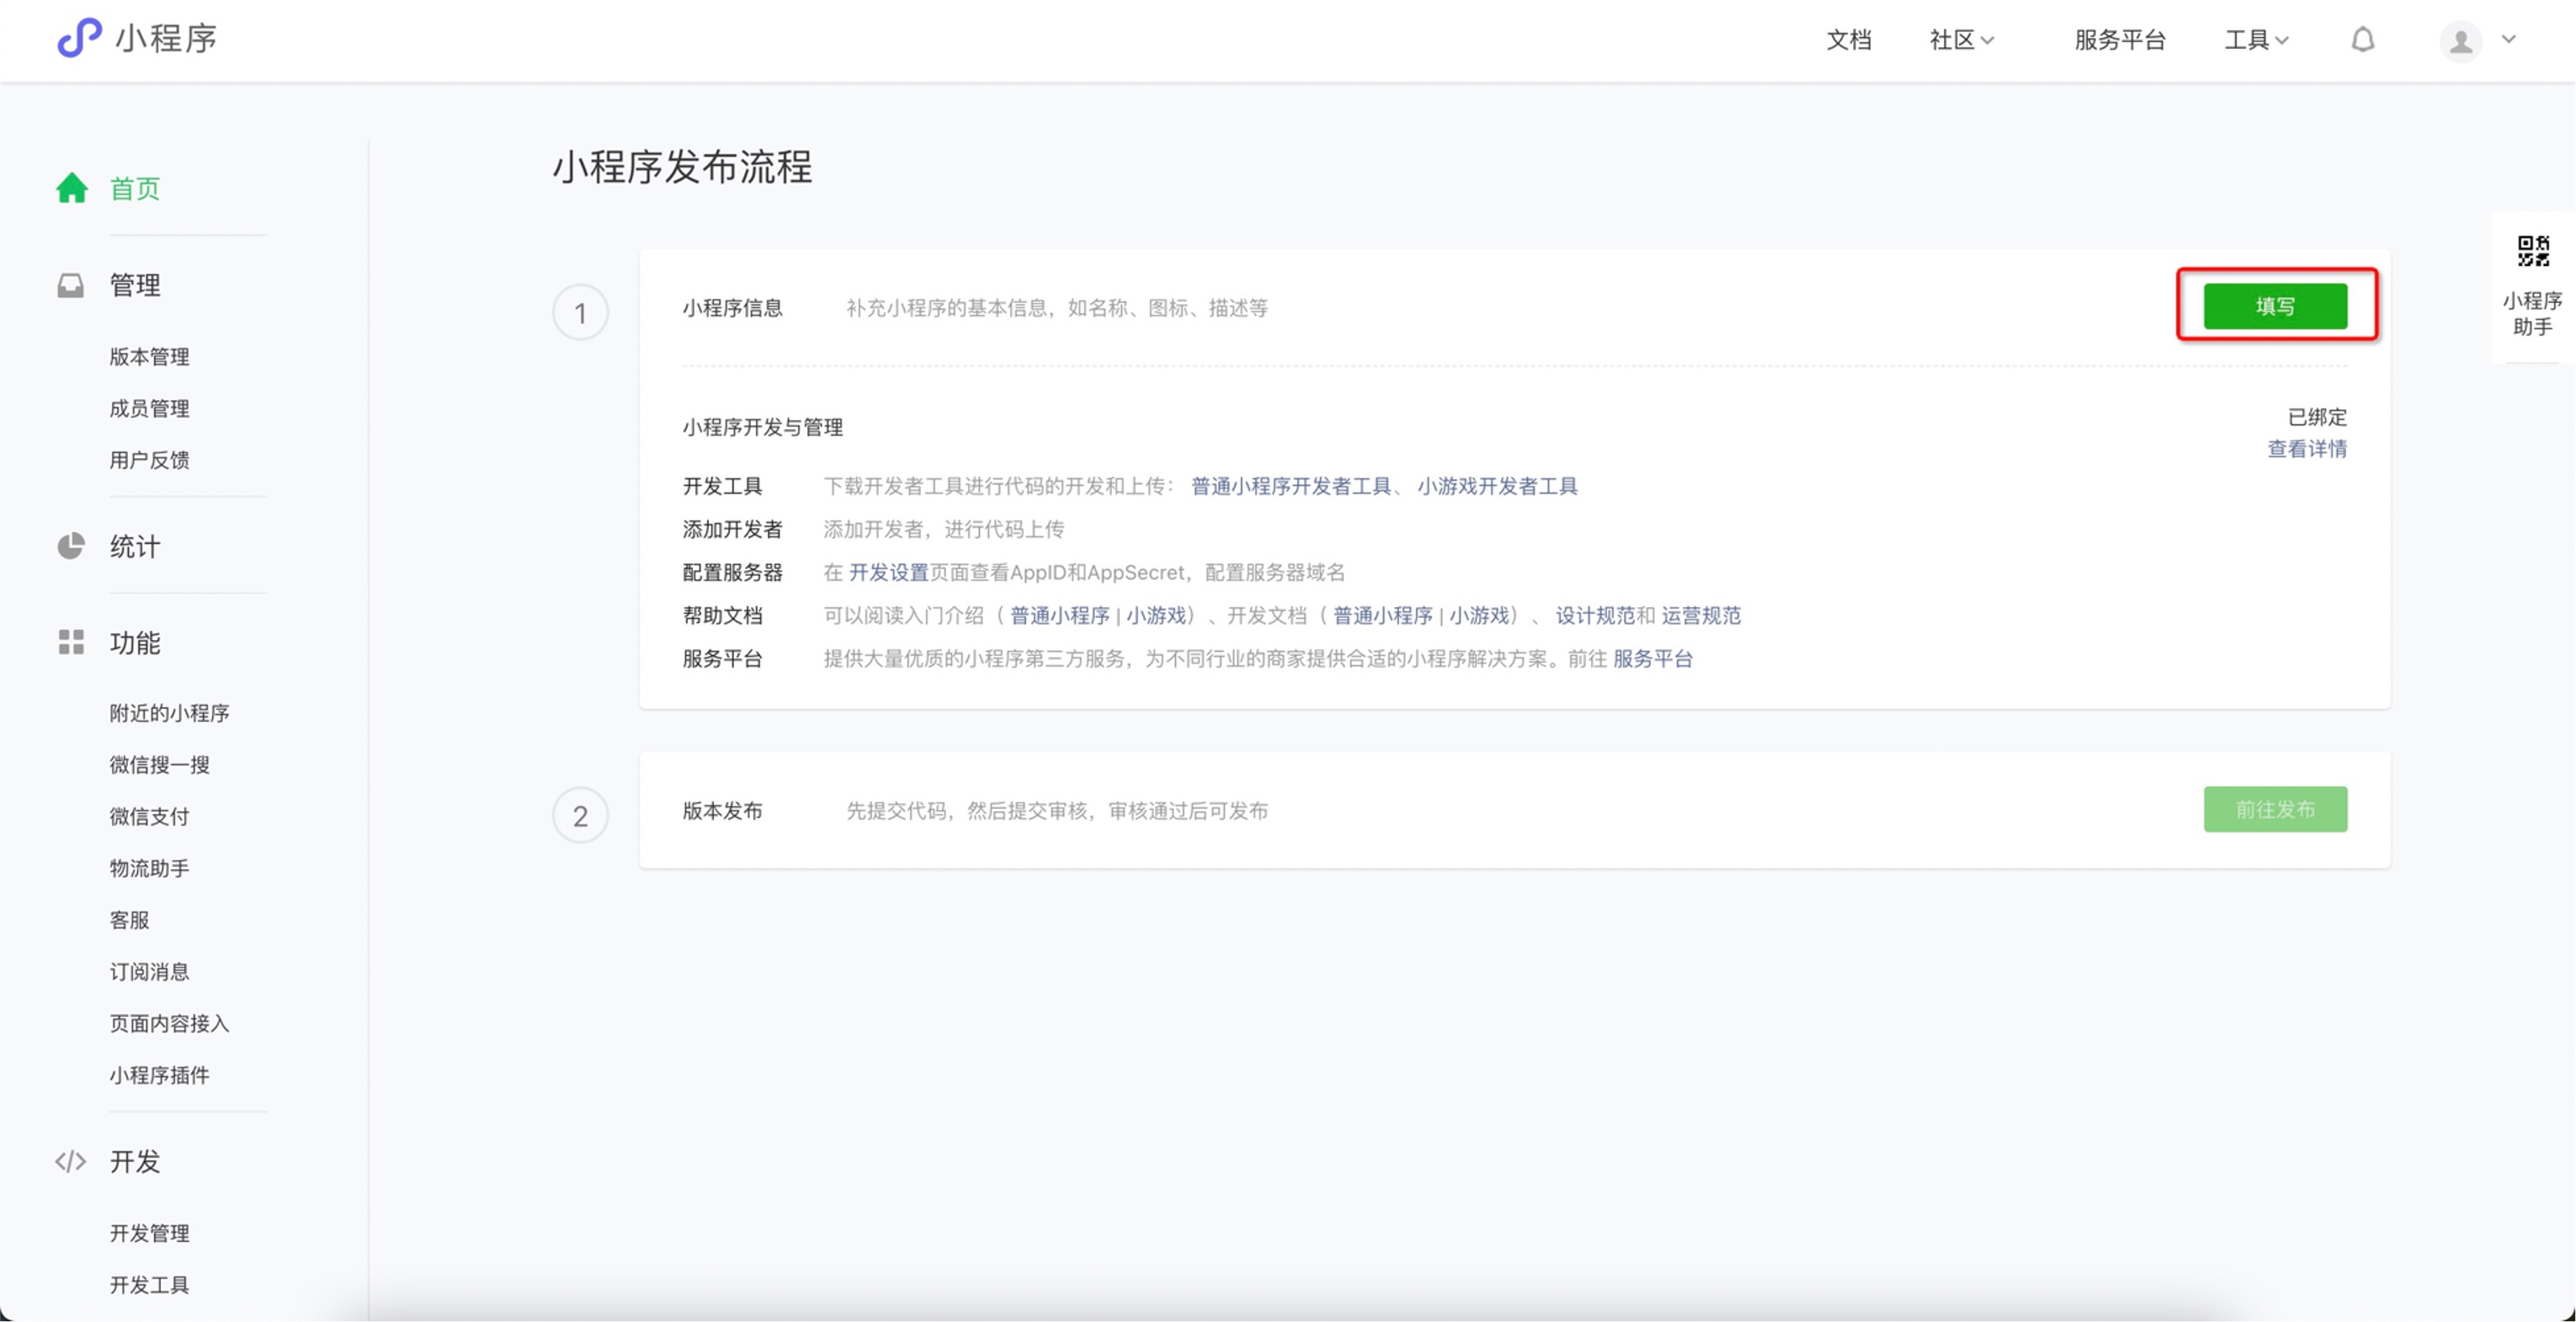 小程序
文档 社区 服务平台 工具
首页
管理
版本管理
成员管理
用户反馈
统计
功能
附近的小程序
微信搜一搜
微信支付
物流助手
客服
订阅消息
页面内容接入
小程序插件
开发
开发管理
开发工具
小程序发布流程
1
小程序信息 补充小程序的基本信息，如名称、图标、描述等 填写
小程序开发与管理 已绑定
查看详情
开发工具 下载开发者工具进行代码的开发和上传： 普通小程序开发者工具、 小游戏开发者工具
添加开发者 添加开发者，进行代码上传
配置服务器 在 开发设置页面查看AppID和AppSecret，配置服务器域名
帮助文档 可以阅读入门介绍（ 普通小程序 | 小游戏）、开发文档（ 普通小程序 | 小游戏）、 设计规范和 运营规范
服务平台 提供大量优质的小程序第三方服务，为不同行业的商家提供合适的小程序解决方案。前往 服务平台
2
版本发布 先提交代码，然后提交审核，审核通过后可发布 前往发布
小程序
助手